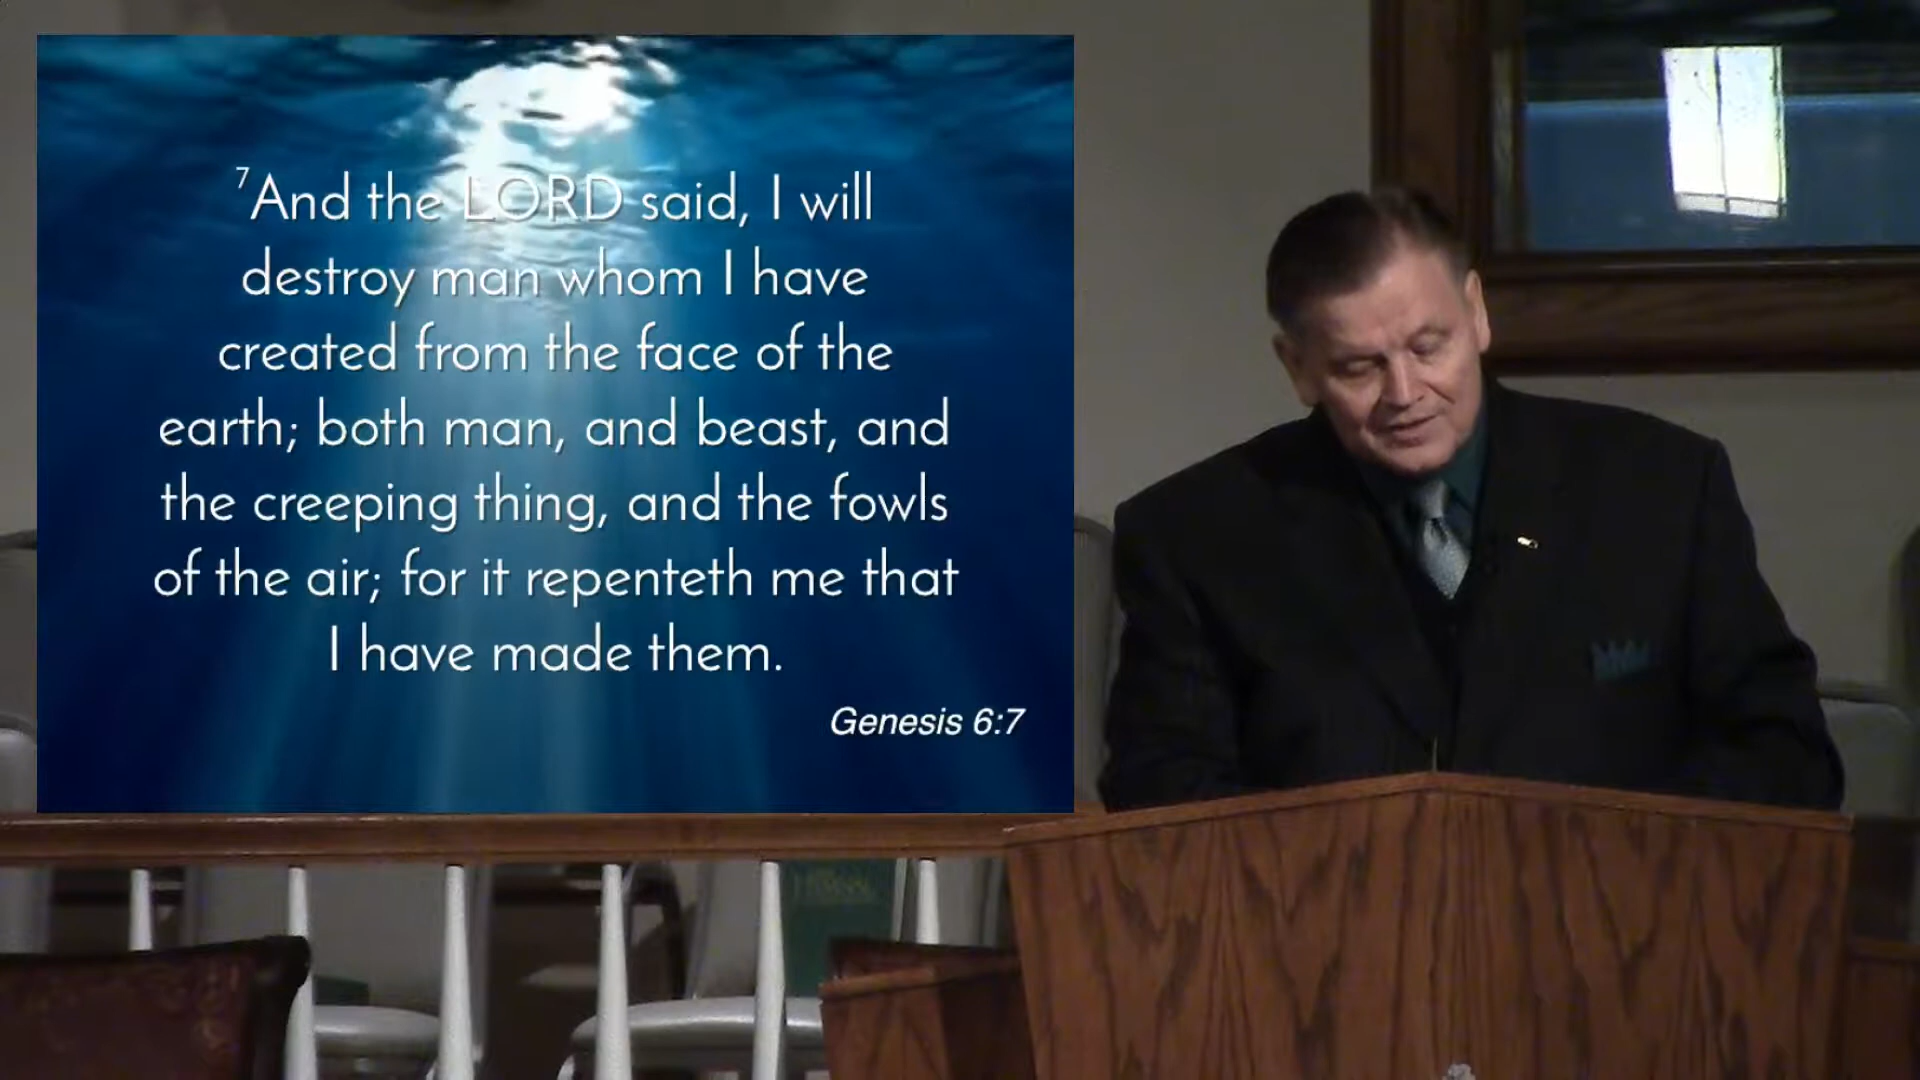 7And the LORD said, I will
destroy man whom I have
created from the face of the
earth; both man, and beast, and
the creeping thing, and the fowls
of the air; for it repenteth me that
I have made them.
Genesis 6:7